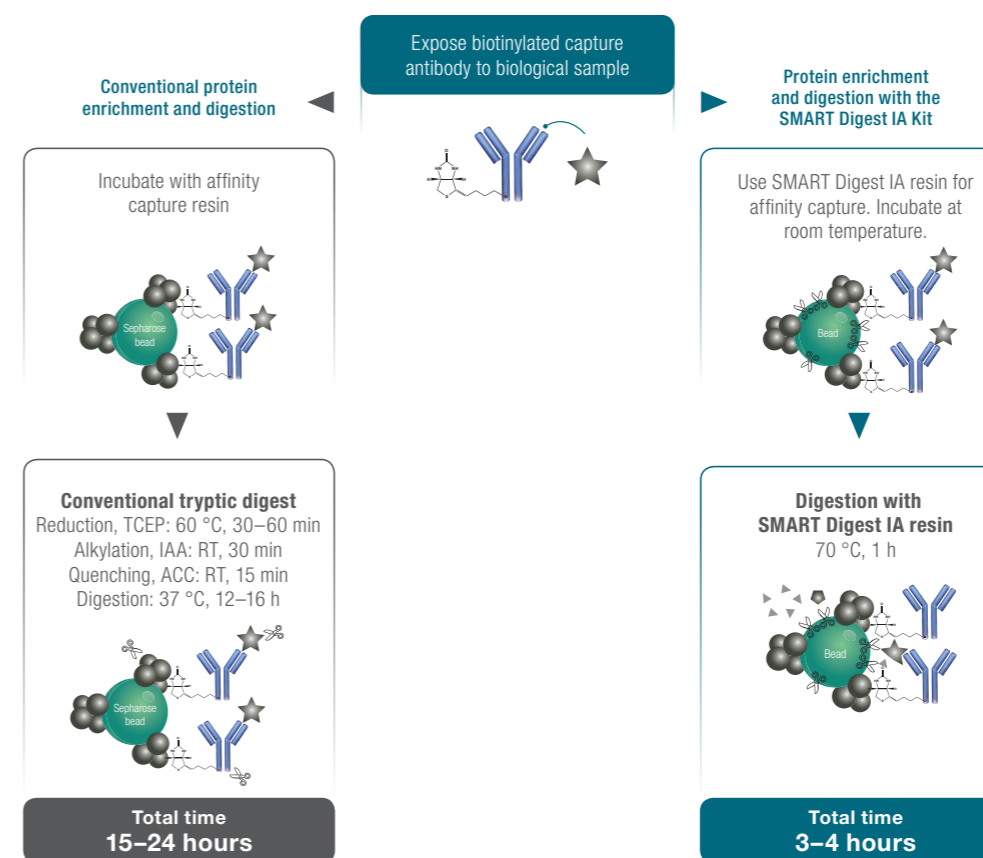 Expose biotinylated capture
antibody to biological sample
Conventional protein
enrichment and digestion
Protein enrichment
and digestion with the
SMART Digest IA Kit
Incubate with affinity
capture resin
Sepharose
bead
Use SMART Digest IA resin for
affinity capture. Incubate at
room temperature.
Bead
Conventional tryptic digest
Reduction, TCEP: 60 °C, 30–60 min
Alkylation, IAA: RT, 30 min
Quenching, ACC: RT, 15 min
Digestion: 37 °C, 12–16 h
Sepharose
bead
Total time
15–24 hours
Digestion with
SMART Digest IA resin
70 °C, 1 h
Bead
Total time
3–4 hours